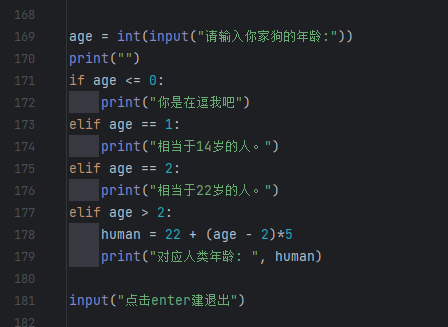 168
169 age = int(input("请输入你家狗的年龄:"))
170 print("")
171 if age <= 0:
172     print("你是在逗我吧")
173 elif age == 1:
174     print("相当于14岁的人。")
175 elif age == 2:
176     print("相当于22岁的人。")
177 elif age > 2:
178     human = 22 + (age - 2)*5
179     print("对应人类年龄: ", human)
180
181 input("点击enter建退出")
182